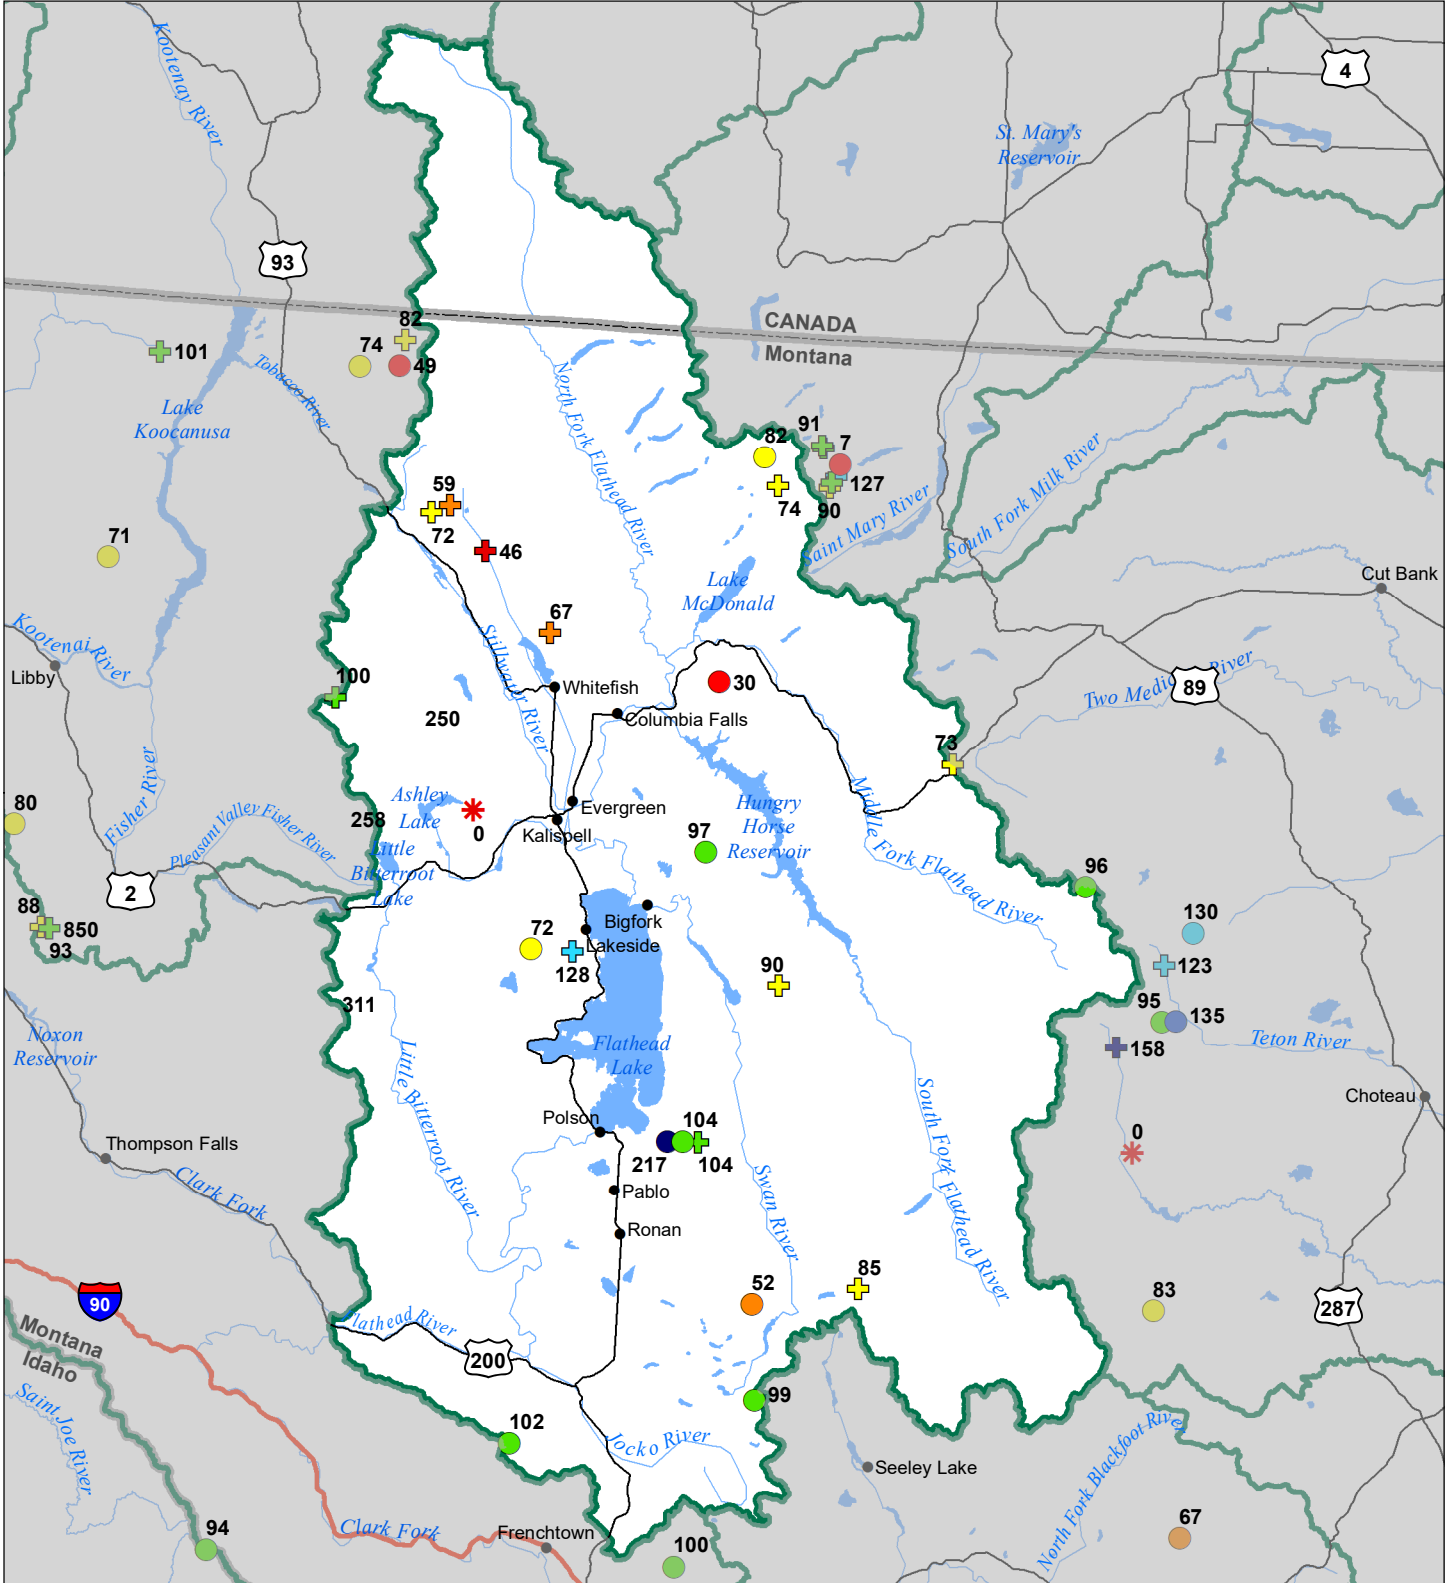 Kootenay River
4
St. Mary's
Reservoir
93
CANADA
Montana
82
74
49
101
Tobacco River
Lake
Koocanusa
North Fork Flathead River
91
7
82
127
74
90
Saint Mary River
South Fork Milk River
59
72
46
71
Cut Bank
Lake
McDonald
67
Kootenai River
Libby
Stillwater River
100
Whitefish
30
250
Columbia Falls
Two Medic River
89
73
Fisher River
80
Ashley
Lake
0
258
Evergreen
Kalispell
Hungry
Horse
Reservoir
97
Little
Bitterroot
Lake
Pleasant Valley Fisher River
2
Middle Fork Flathead River
96
88
850
93
Bigfork
Lakeside
72
128
130
123
90
95
135
311
Noxon
Reservoir
Flathead
Lake
Teton River
158
Little Bitterroot River
South Fork Flathead River
Choteau
Polson
104
217
104
0
Thompson Falls
Clark Fork
Pablo
Swan River
Ronan
85
52
83
90
287
Montana
Idaho
lathead River
200
Saint Joe River
99
102
Jocko River
North Fork Blackfoot River
Seeley Lake
94
Clark Fork
Frenchtown
100
67